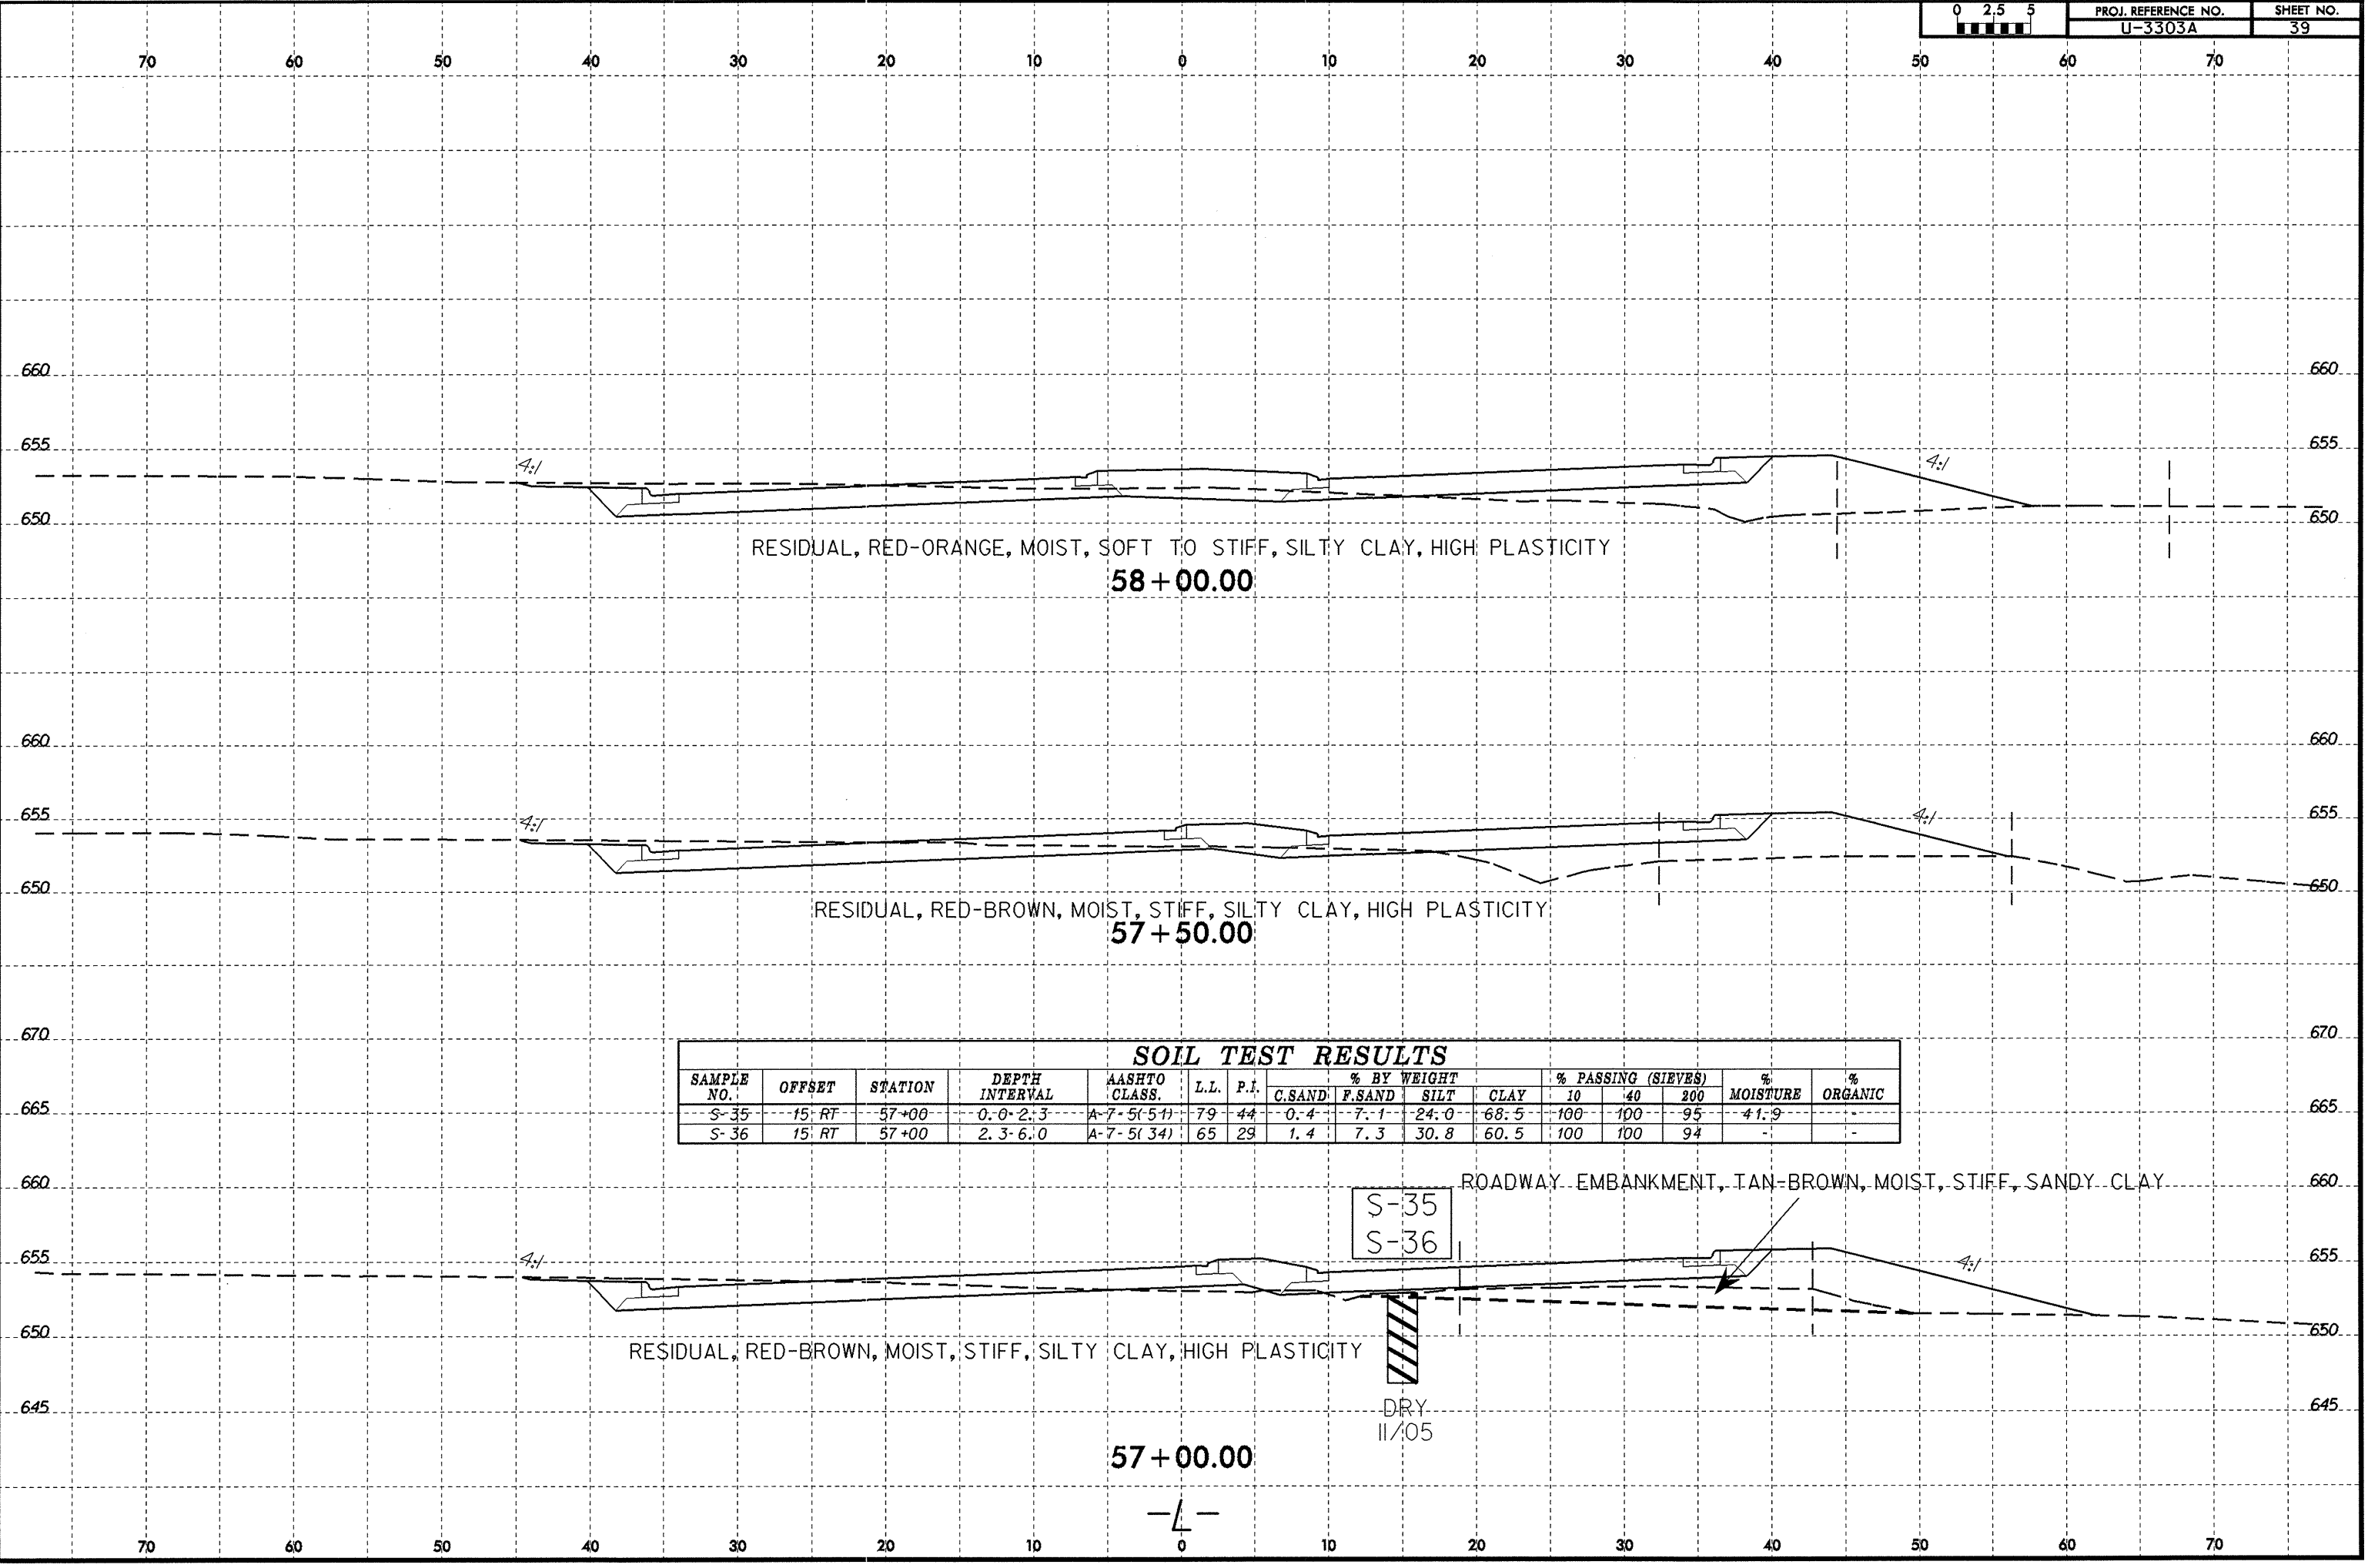 0 2.5 5
PROJ. REFERENCE NO. SHEET NO.
U-3303A 39
70 60 50 40 30 20 10 0 10 20 30 40 50 60 70
660 660
655 4:1 4:1 655
650 650
RESIDUAL, RED-ORANGE, MOIST, SOFT TO STIFF, SILTY CLAY, HIGH PLASTICITY
58+00.00
660 660
655 4:1 4:1 655
650 650
RESIDUAL, RED-BROWN, MOIST, STIFF, SILTY CLAY, HIGH PLASTICITY
57+50.00
670 670
SOIL TEST RESULTS
SAMPLE NO. OFFSET STATION DEPTH INTERVAL AASHTO CLASS. L.L. P.I. % BY WEIGHT % PASSING (SIEVES) % MOISTURE % ORGANIC
C.SAND F.SAND SILT CLAY 10 40 200
665 S-35 15 RT 57+00 0.0-2.3 A-7-5(51) 79 44 0.4 7.1 24.0 68.5 100 100 95 41.9 - 665
S-36 15 RT 57+00 2.3-6.0 A-7-5(34) 65 29 1.4 7.3 30.8 60.5 100 100 94 - -
660 ROADWAY EMBANKMENT, TAN-BROWN, MOIST, STIFF, SANDY CLAY 660
S-35
S-36
655 4:1 4:1 655
650 650
RESIDUAL, RED-BROWN, MOIST, STIFF, SILTY CLAY, HIGH PLASTICITY
645 645
DRY
11/05
57+00.00
-L-
70 60 50 40 30 20 10 0 10 20 30 40 50 60 70